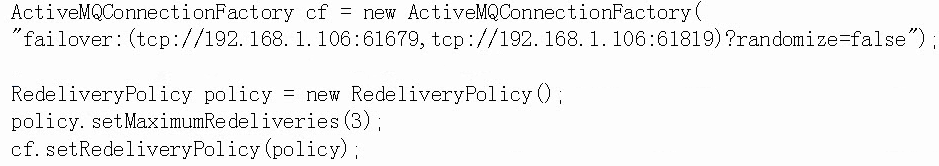 ActiveMQConnectionFactory cf = new ActiveMQConnectionFactory(
"failover:(tcp://192.168.1.106:61679,tcp://192.168.1.106:61819)?randomize=false");
RedeliveryPolicy policy = new RedeliveryPolicy();
policy.setMaximumRedeliveries(3);
cf.setRedeliveryPolicy(policy);